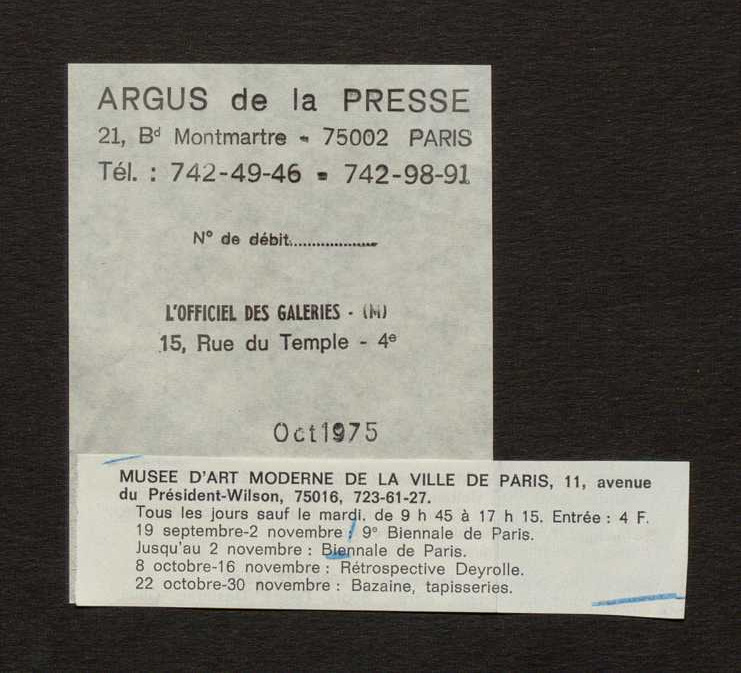 ARGUS de la PRESSE
21, Bd Montmartre - 75002 PARIS
Tél. : 742-49-46 - 742-98-91
N° de débit..................
L'OFFICIEL DES GALERIES - (M)
15, Rue du Temple - 4e
Oct1975
MUSEE D'ART MODERNE DE LA VILLE DE PARIS, 11, avenue
du Président-Wilson, 75016, 723-61-27.
Tous les jours sauf le mardi, de 9 h 45 à 17 h 15. Entrée : 4 F.
19 septembre-2 novembre : 9e Biennale de Paris.
Jusqu'au 2 novembre : Biennale de Paris.
8 octobre-16 novembre : Rétrospective Deyrolle.
22 octobre-30 novembre : Bazaine, tapisseries.